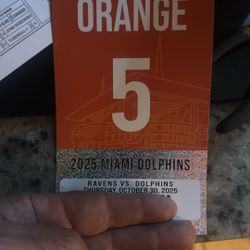 ORANGE
5
2025 MIAMI DOLPHINS
RAVENS VS. DOLPHINS
THURSDAY, OCTOBER 30, 2025